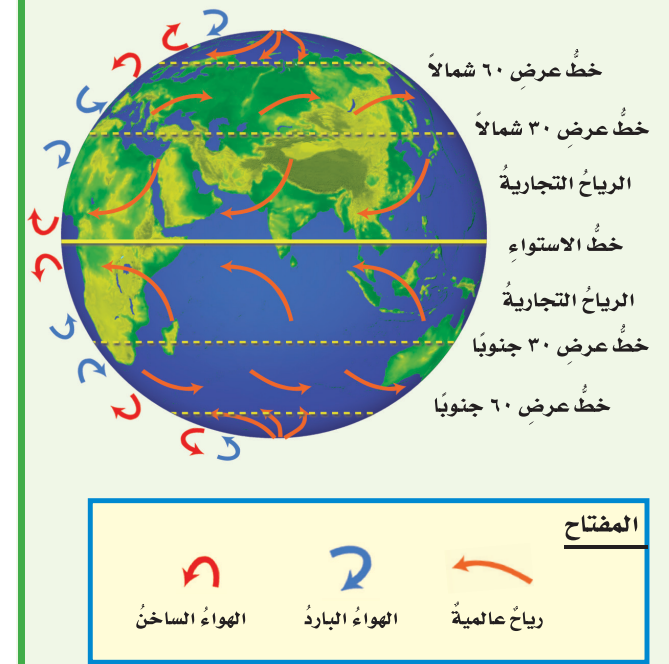 خطُّ عرضِ ٦٠ شمالاً
خطُّ عرضِ ٣٠ شمالاً
الرياحُ التجاريةُ
خطُّ الاستواءِ
الرياحُ التجاريةُ
خطُّ عرضِ ٣٠ جنوبًا
خطُّ عرضِ ٦٠ جنوبًا
المفتاح
رياحٌ عالميةٌ
الهواءُ الباردُ
الهواءُ الساخنُ